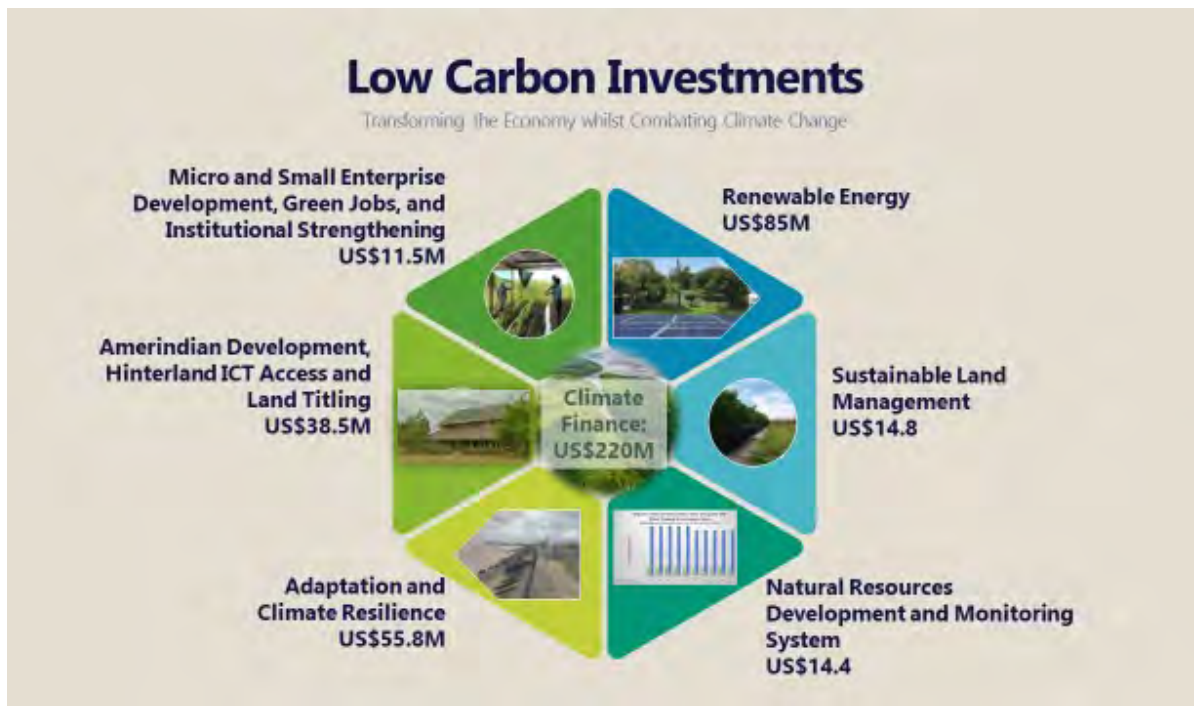 Low Carbon Investments
Transforming the Economy whilst Combating Climate Change
Micro and Small Enterprise
Development, Green Jobs, and
Institutional Strengthening
US$11.5M
Renewable Energy
US$85M
Amerindian Development,
Hinterland ICT Access and
Land Titling
US$38.5M
Climate
Finance:
US$220M
Sustainable Land
Management
US$14.8
Adaptation and
Climate Resilience
US$55.8M
Natural Resources
Development and Monitoring
System
US$14.4